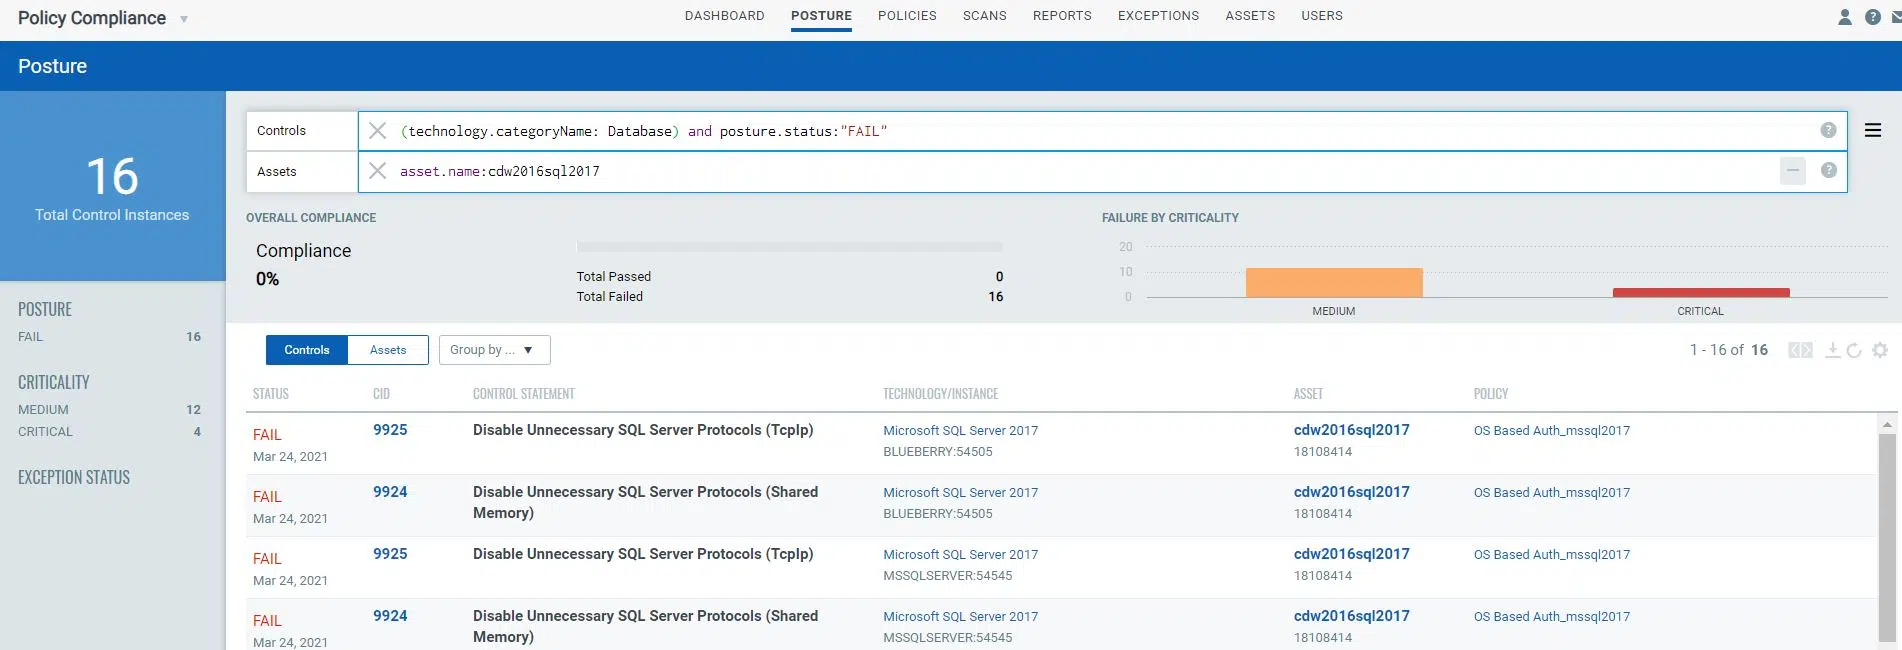 Policy Compliance
DASHBOARD POSTURE POLICIES SCANS REPORTS EXCEPTIONS ASSETS USERS
Posture
16
Total Control Instances
POSTURE
FAIL 16
CRITICALITY
MEDIUM 12
CRITICAL 4
EXCEPTION STATUS
Controls (technology.categoryName: Database) and posture.status:"FAIL"
Assets asset.name:cdw2016sql2017
OVERALL COMPLIANCE
Compliance
0%
Total Passed 0
Total Failed 16
FAILURE BY CRITICALITY
20
10
0
MEDIUM CRITICAL
Controls Assets Group by ...
1 - 16 of 16
STATUS CID CONTROL STATEMENT TECHNOLOGY/INSTANCE ASSET POLICY
FAIL 9925 Disable Unnecessary SQL Server Protocols (TcpIp) Microsoft SQL Server 2017 cdw2016sql2017 OS Based Auth_mssql2017
Mar 24, 2021 BLUEBERRY:54505 18108414
FAIL 9924 Disable Unnecessary SQL Server Protocols (Shared Microsoft SQL Server 2017 cdw2016sql2017 OS Based Auth_mssql2017
Mar 24, 2021 Memory) BLUEBERRY:54505 18108414
FAIL 9925 Disable Unnecessary SQL Server Protocols (TcpIp) Microsoft SQL Server 2017 cdw2016sql2017 OS Based Auth_mssql2017
Mar 24, 2021 MSSQLSERVER:54545 18108414
FAIL 9924 Disable Unnecessary SQL Server Protocols (Shared Microsoft SQL Server 2017 cdw2016sql2017 OS Based Auth_mssql2017
Mar 24, 2021 Memory) MSSQLSERVER:54545 18108414